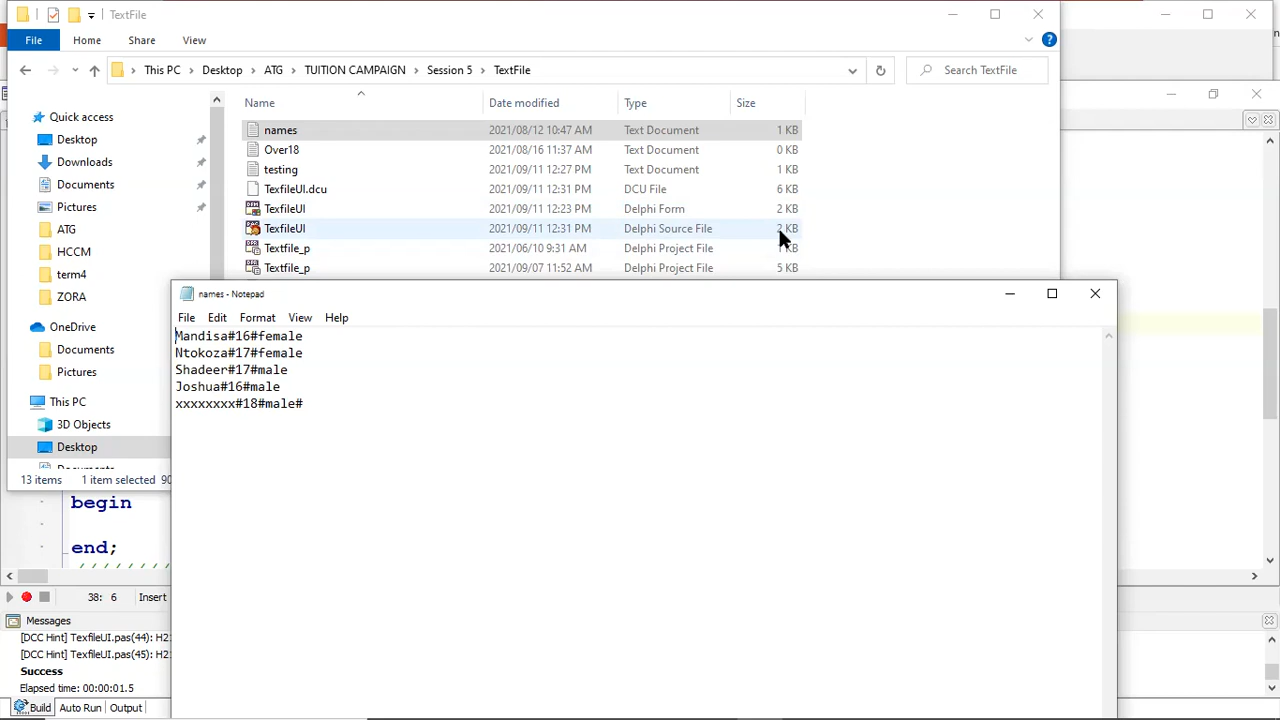 TextFile
File Home Share View
This PC Desktop ATG TUITION CAMPAIGN Session 5 TextFile Search TextFile
Name Date modified Type Size
Quick access
Desktop
Downloads
Documents
Pictures
ATG
HCCM
term4
ZORA
OneDrive
Documents
Pictures
This PC
3D Objects
Desktop
names 2021/08/12 10:47 AM Text Document 1 KB
Over18 2021/08/16 11:37 AM Text Document 0 KB
testing 2021/09/11 12:27 PM Text Document 1 KB
TexfileUI.dcu 2021/09/11 12:31 PM DCU File 6 KB
TexfileUI 2021/09/11 12:23 PM Delphi Form 2 KB
TexfileUI 2021/09/11 12:31 PM Delphi Source File 2 KB
Textfile_p 2021/06/10 9:31 AM Delphi Project File 1 KB
Textfile_p 2021/09/07 11:52 AM Delphi Project File 5 KB
13 items 1 item selected 90
names - Notepad
File Edit Format View Help
Mandisa#16#female
Ntokoza#17#female
Shadeer#17#male
Joshua#16#male
xxxxxxxx#18#male#
begin
end;
38: 6 Insert
Messages
[DCC Hint] TexfileUI.pas(44): H21
[DCC Hint] TexfileUI.pas(45): H21
Success
Elapsed time: 00:00:01.5
Build Auto Run Output